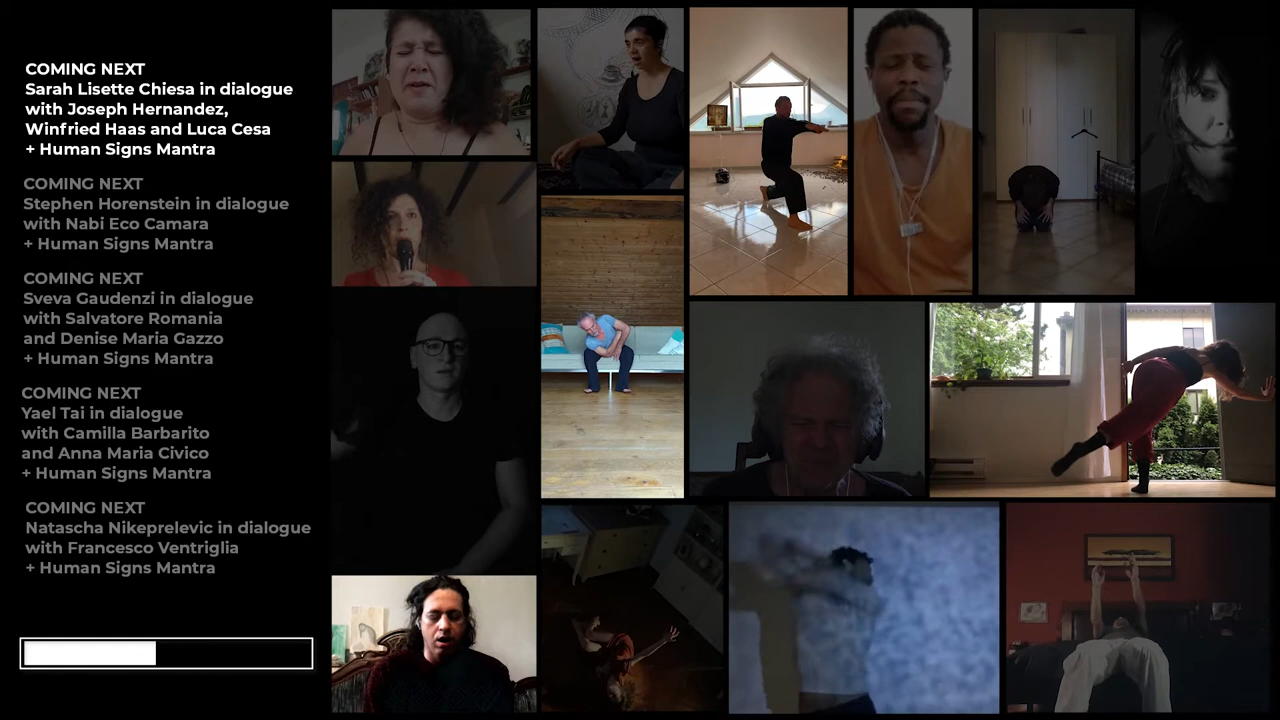 COMING NEXT
Sarah Lisette Chiesa in dialogue
with Joseph Hernandez,
Winfried Haas and Luca Cesa
+ Human Signs Mantra
COMING NEXT
Stephen Horenstein in dialogue
with Nabi Eco Camara
+ Human Signs Mantra
COMING NEXT
Sveva Gaudenzi in dialogue
with Salvatore Romania
and Denise Maria Gazzo
+ Human Signs Mantra
COMING NEXT
Yael Tai in dialogue
with Camilla Barbarito
and Anna Maria Civico
+ Human Signs Mantra
COMING NEXT
Natascha Nikeprelevic in dialogue
with Francesco Ventriglia
+ Human Signs Mantra